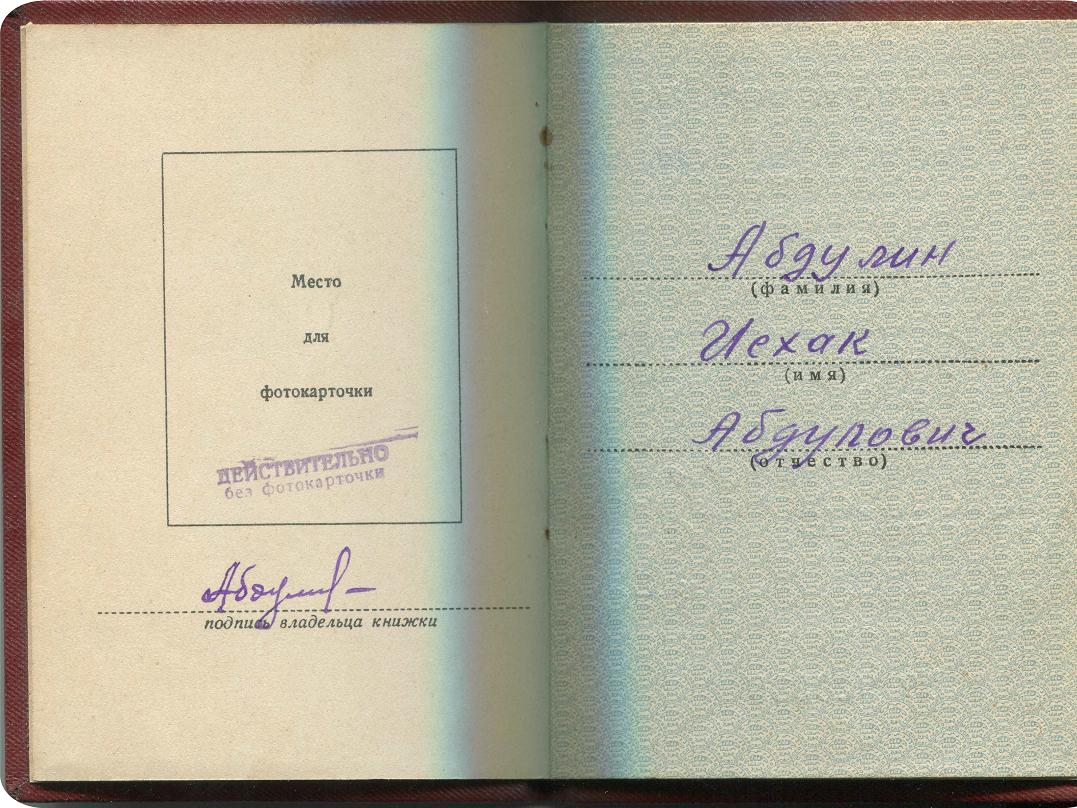 Место
для
фотокарточки
ДЕЙСТВИТЕЛЬНО
без фотокарточки
Абдулин
подпись владельца книжки
Абдулин
(фамилия)
Исхак
(имя)
Абдулович
(отчество)